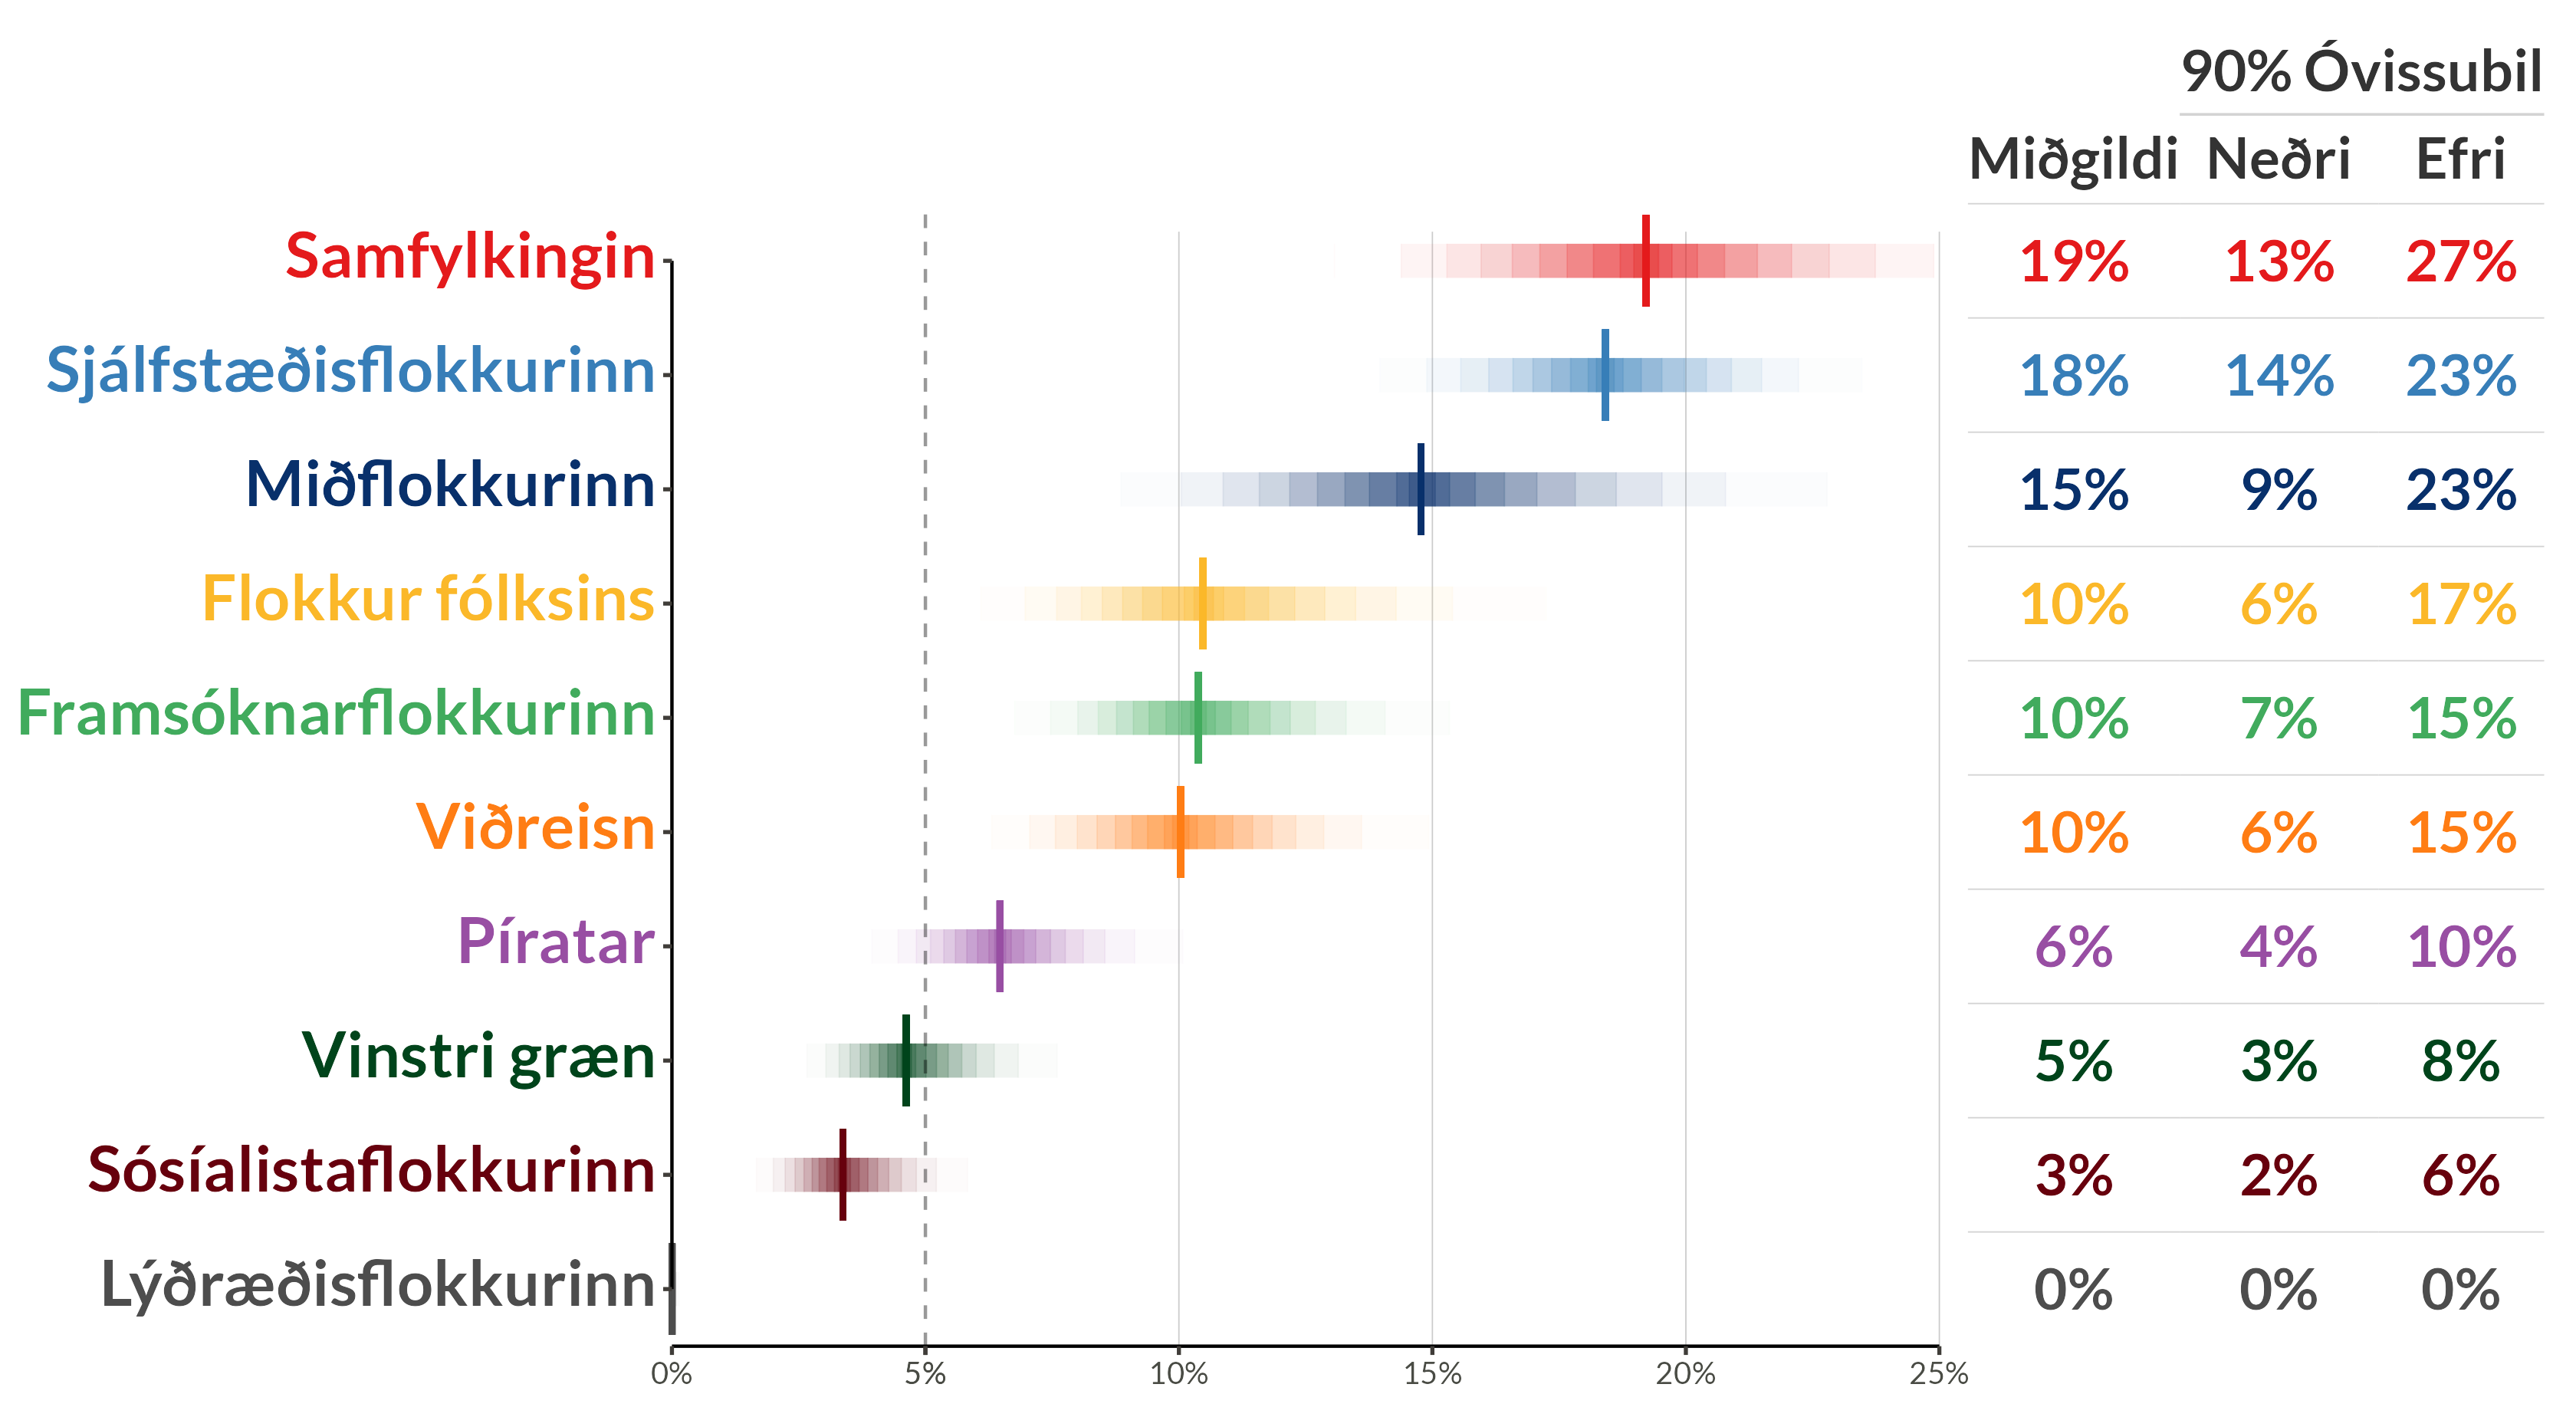 90% Óvissubil
Miðgildi Neðri Efri
Samfylkingin 19% 13% 27%
Sjálfstæðisflokkurinn 18% 14% 23%
Miðflokkurinn 15% 9% 23%
Flokkur fólksins 10% 6% 17%
Framsóknarflokkurinn 10% 7% 15%
Viðreisn 10% 6% 15%
Píratar 6% 4% 10%
Vinstri græn 5% 3% 8%
Sósíalistaflokkurinn 3% 2% 6%
Lýðræðisflokkurinn 0% 0% 0%
0% 5% 10% 15% 20% 25%